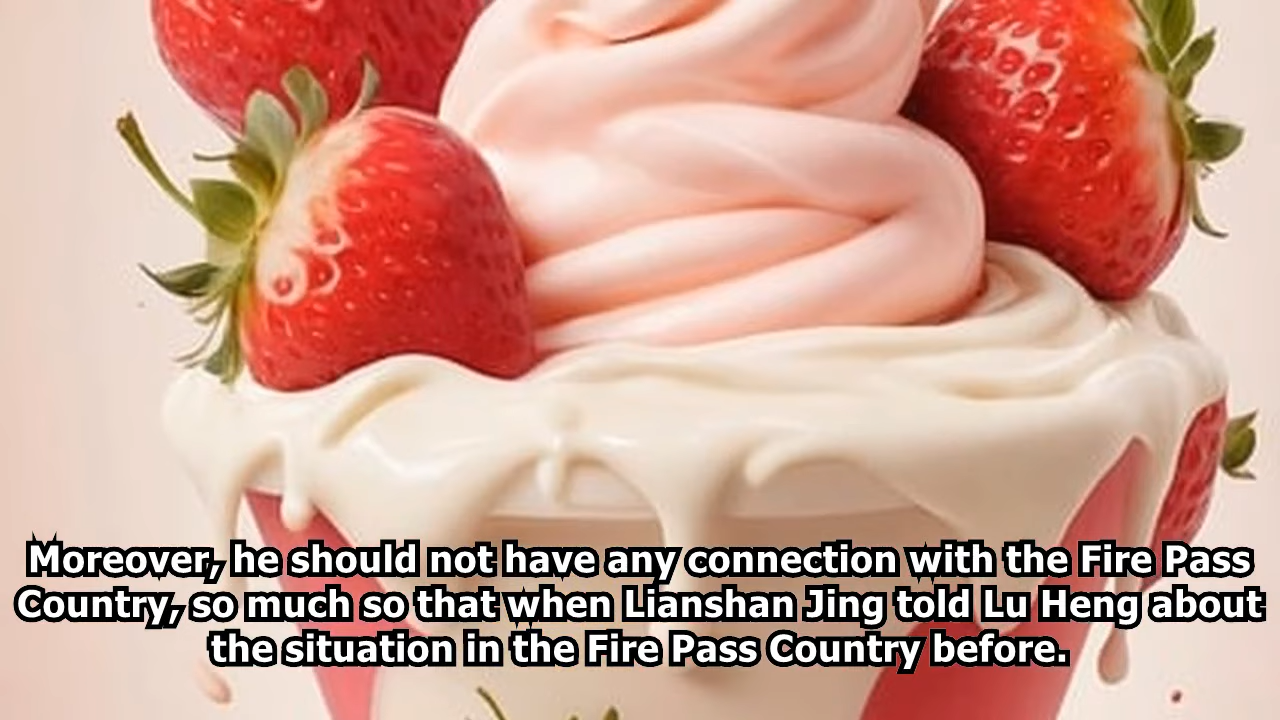 Moreover, he should not have any connection with the Fire Pass
Country, so much so that when Lianshan Jing told Lu Heng about
the situation in the Fire Pass Country before.